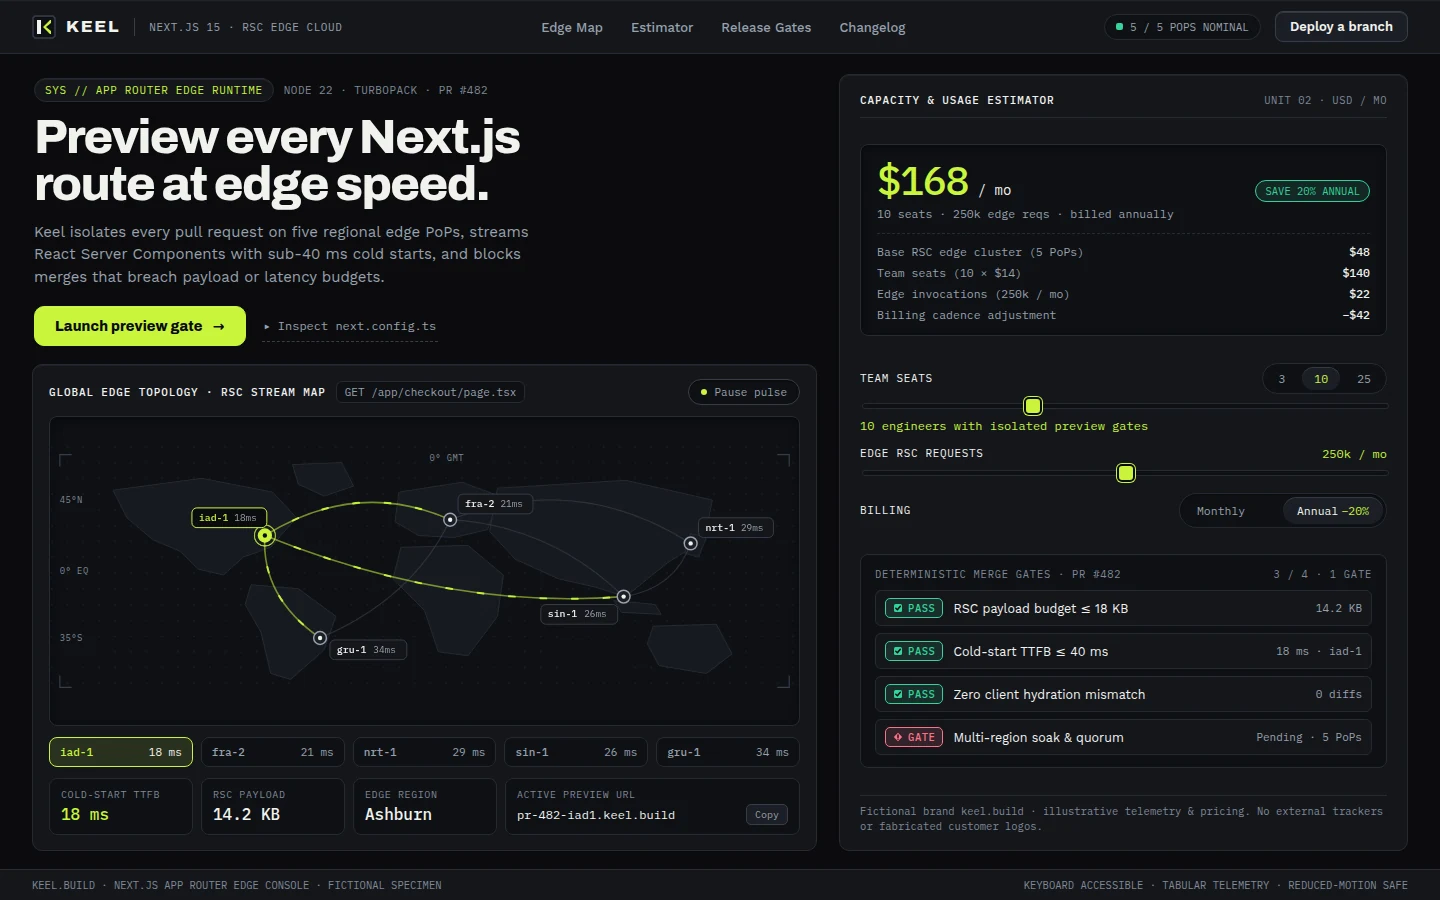 KEEL
NEXT.JS 15 · RSC EDGE CLOUD
Edge Map
Estimator
Release Gates
Changelog
5 / 5 POPS NOMINAL
Deploy a branch
SYS // APP ROUTER EDGE RUNTIME
NODE 22 · TURBOPACK · PR #482
Preview every Next.js
route at edge speed.
Keel isolates every pull request on five regional edge PoPs, streams
React Server Components with sub-40 ms cold starts, and blocks
merges that breach payload or latency budgets.
Launch preview gate →
▸ Inspect next.config.ts
GLOBAL EDGE TOPOLOGY · RSC STREAM MAP
GET /app/checkout/page.tsx
Pause pulse
0° GMT
45°N
0° EQ
35°S
iad-1 18ms
fra-2 21ms
nrt-1 29ms
sin-1 26ms
gru-1 34ms
iad-1 18 ms
fra-2 21 ms
nrt-1 29 ms
sin-1 26 ms
gru-1 34 ms
COLD-START TTFB
18 ms
RSC PAYLOAD
14.2 KB
EDGE REGION
Ashburn
ACTIVE PREVIEW URL
pr-482-iad1.keel.build
Copy
CAPACITY & USAGE ESTIMATOR
UNIT 02 · USD / MO
$168 / mo
SAVE 20% ANNUAL
10 seats · 250k edge reqs · billed annually
Base RSC edge cluster (5 PoPs) $48
Team seats (10 × $14) $140
Edge invocations (250k / mo) $22
Billing cadence adjustment −$42
TEAM SEATS
3 10 25
10 engineers with isolated preview gates
EDGE RSC REQUESTS
250k / mo
BILLING
Monthly
Annual −20%
DETERMINISTIC MERGE GATES · PR #482
3 / 4 · 1 GATE
PASS RSC payload budget ≤ 18 KB 14.2 KB
PASS Cold-start TTFB ≤ 40 ms 18 ms · iad-1
PASS Zero client hydration mismatch 0 diffs
GATE Multi-region soak & quorum Pending · 5 PoPs
Fictional brand keel.build · illustrative telemetry & pricing. No external trackers
or fabricated customer logos.
KEEL.BUILD · NEXT.JS APP ROUTER EDGE CONSOLE · FICTIONAL SPECIMEN
KEYBOARD ACCESSIBLE · TABULAR TELEMETRY · REDUCED-MOTION SAFE